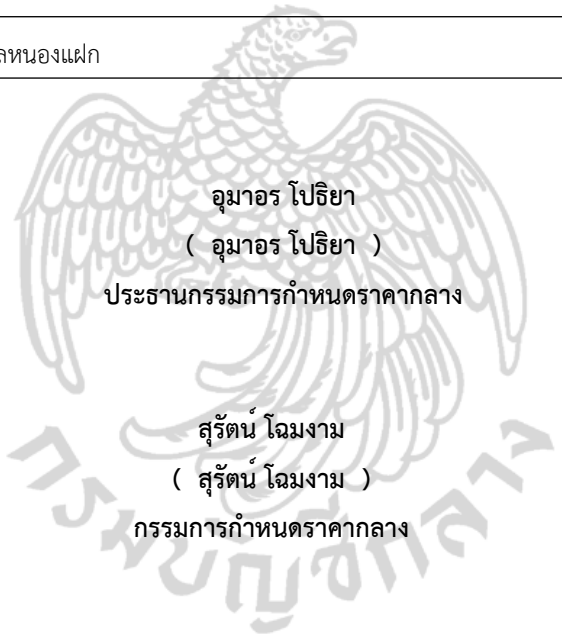 ลหนองแฝก
อุมาอร โปธิยา
( อุมาอร โปธิยา )
ประธานกรรมการกำหนดราคากลาง
สุรัตน์ โฉมงาม
( สุรัตน์ โฉมงาม )
กรรมการกำหนดราคากลาง
กรมบัญชีกลาง